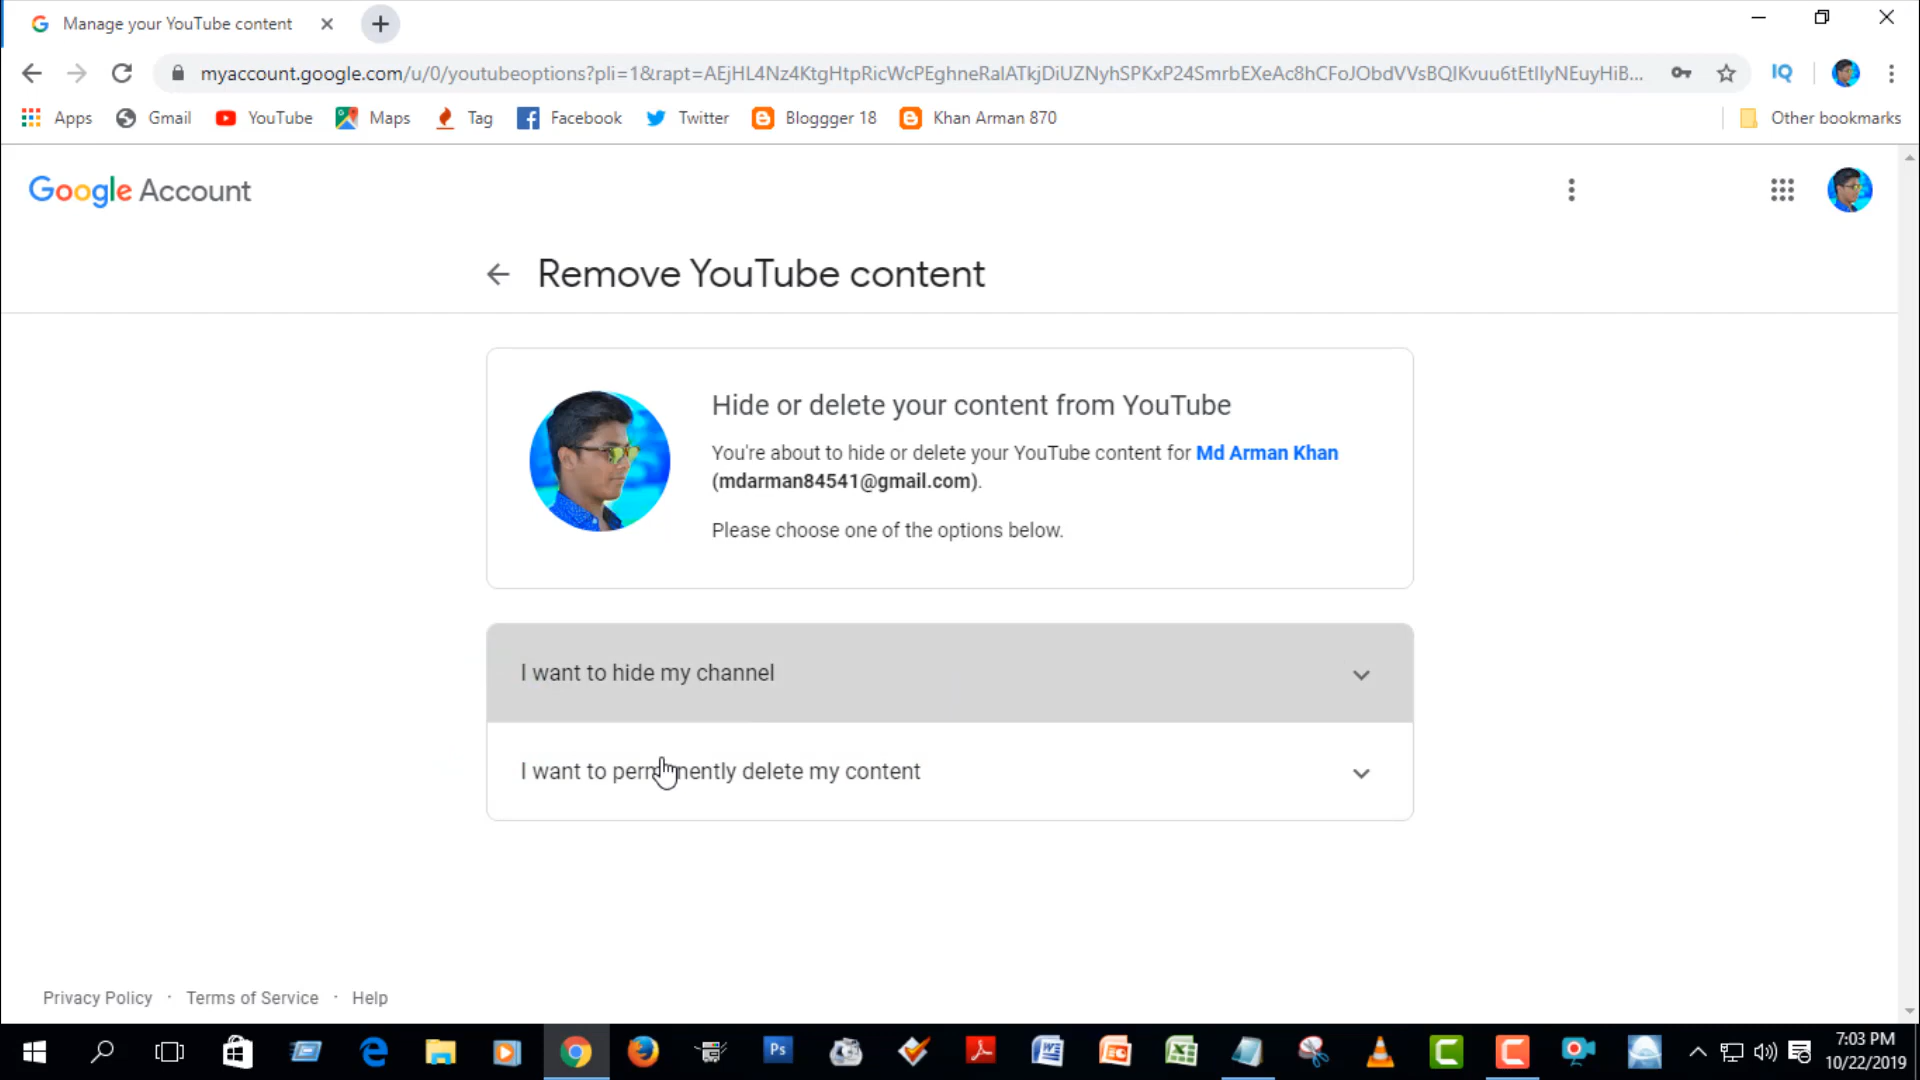 Manage your YouTube content
myaccount.google.com/u/0/youtubeoptions?pli=1&rapt=AEjHL4Nz4KtgHtpRicWcPEghneRalATkjDiUZNyhSPKxP24SmrbEXeAc8hCFoJObdVVsBQIKvuu6tEtIlyNEuyHiB...
IQ
Apps Gmail YouTube Maps Tag Facebook Twitter Bloggger 18 Khan Arman 870 Other bookmarks
Google Account
Remove YouTube content
Hide or delete your content from YouTube
You're about to hide or delete your YouTube content for Md Arman Khan
(mdarman84541@gmail.com).
Please choose one of the options below.
I want to hide my channel
I want to permanently delete my content
Privacy Policy · Terms of Service · Help
Ps
7:03 PM
10/22/2019